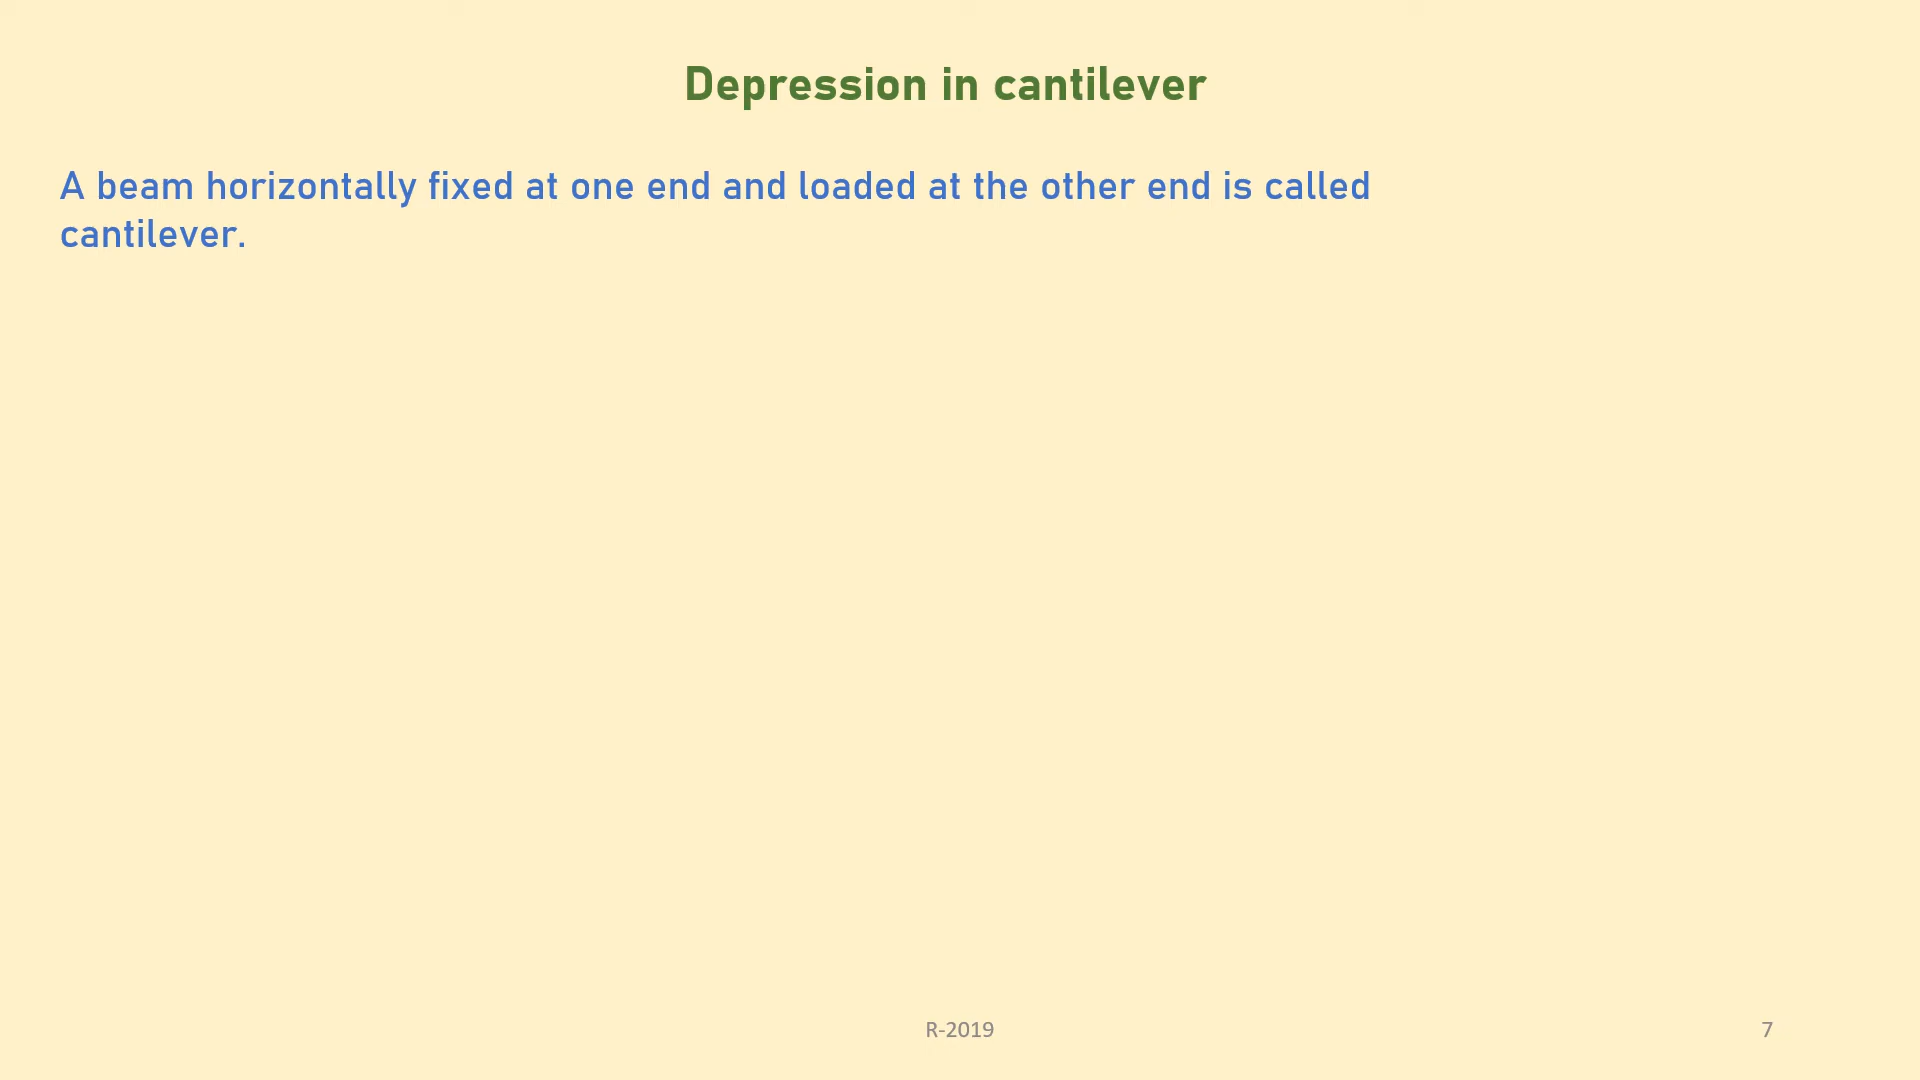 Depression in cantilever
A beam horizontally fixed at one end and loaded at the other end is called
cantilever.
R-2019
7